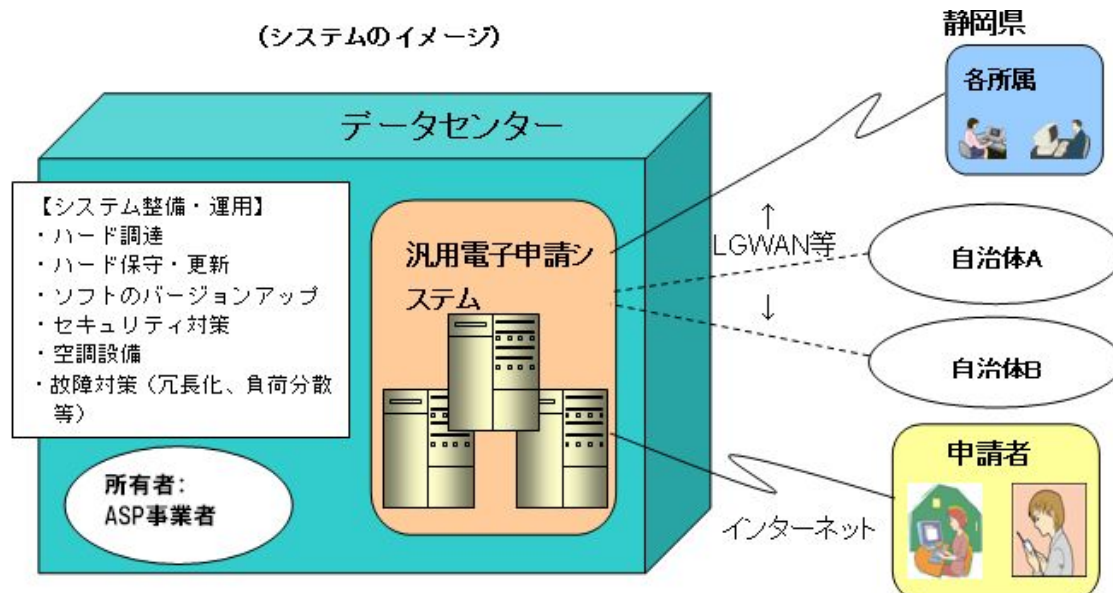 （システムのイメージ）
静岡県
各所属
データセンター
【システム整備・運用】
・ハード調達
・ハード保守・更新
・ソフトのバージョンアップ
・セキュリティ対策
・空調設備
・故障対策（冗長化、負荷分散
等）
汎用電子申請シ
ステム
↑
LGWAN等
↓
自治体A
自治体B
所有者：
ASP事業者
申請者
インターネット